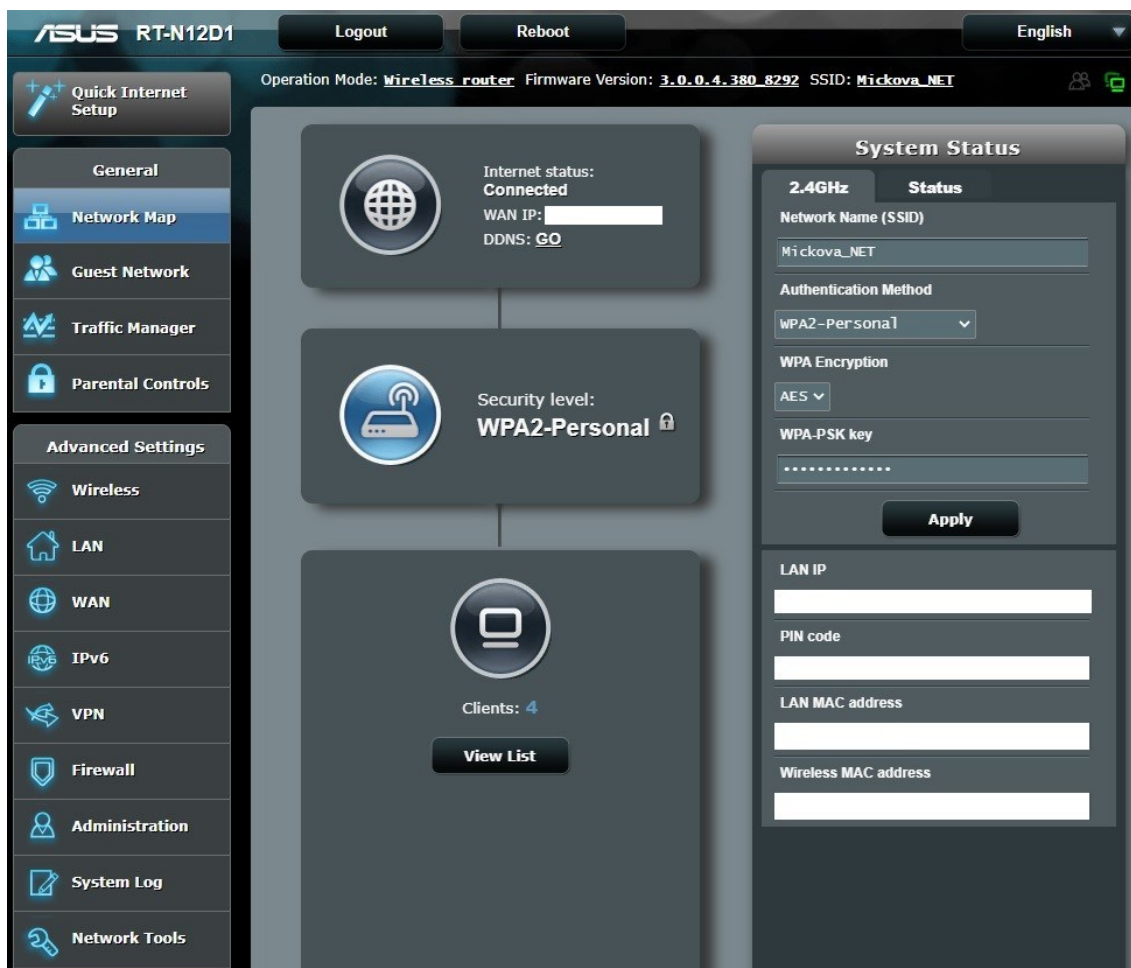 ASUS RT-N12D1
Logout
Reboot
English
Quick Internet
Setup
Operation Mode: Wireless router Firmware Version: 3.0.0.4.380_8292 SSID: Mickova_NET
General
Network Map
Guest Network
Traffic Manager
Parental Controls
Advanced Settings
Wireless
LAN
WAN
IPv6
IPv6
VPN
Firewall
Administration
System Log
Network Tools
Internet status:
Connected
WAN IP:
DDNS: GO
Security level:
WPA2-Personal
Clients: 4
View List
System Status
2.4GHz
Status
Network Name (SSID)
Mickova_NET
Authentication Method
WPA2-Personal
WPA Encryption
AES
WPA-PSK key
•••••••••••••
Apply
LAN IP
PIN code
LAN MAC address
Wireless MAC address